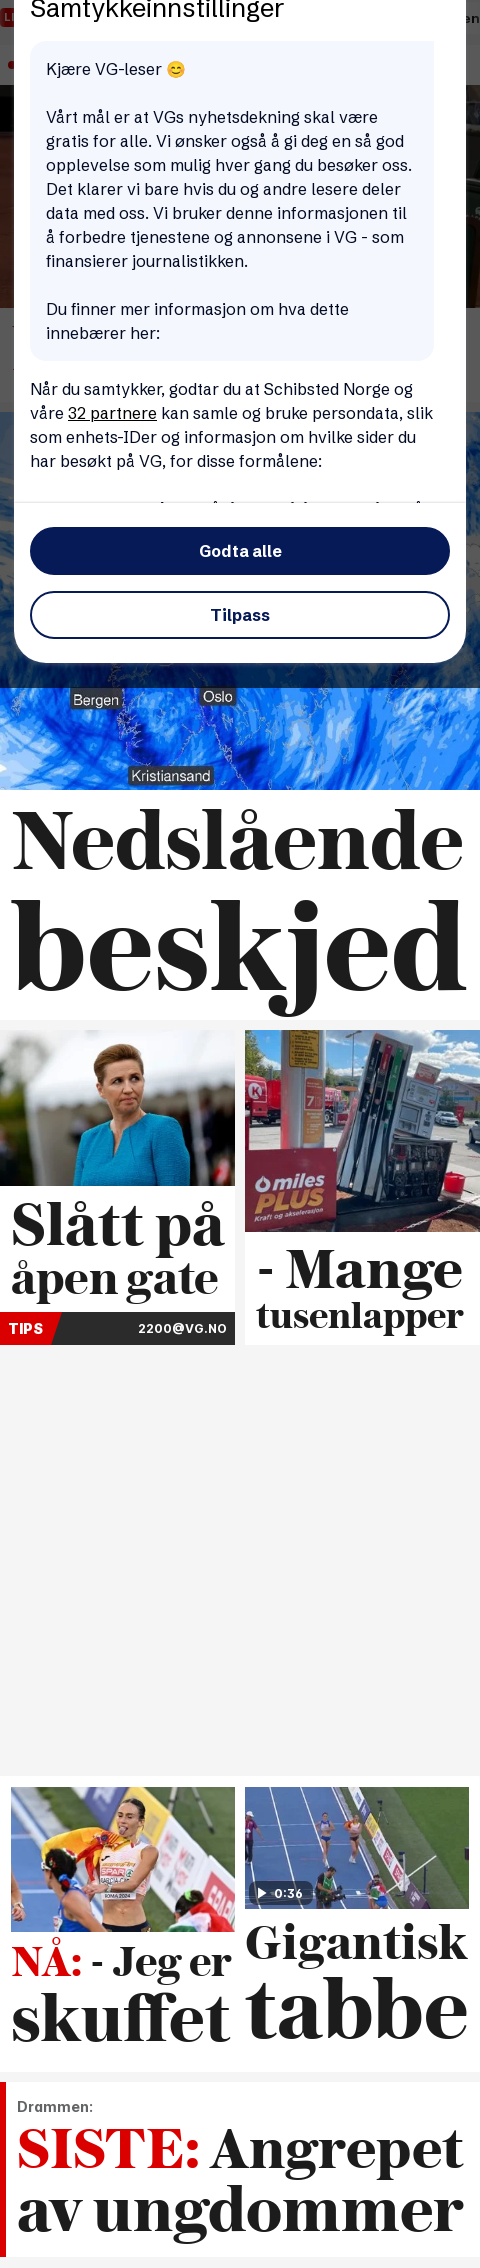 Samtykkeinnstillinger
Kjære VG-leser 😊
Vårt mål er at VGs nyhetsdekning skal være
gratis for alle. Vi ønsker også å gi deg en så god
opplevelse som mulig hver gang du besøker oss.
Det klarer vi bare hvis du og andre lesere deler
data med oss. Vi bruker denne informasjonen til
å forbedre tjenestene og annonsene i VG - som
finansierer journalistikken.
Du finner mer informasjon om hva dette
innebærer her:
Når du samtykker, godtar du at Schibsted Norge og
våre 32 partnere kan samle og bruke persondata, slik
som enhets-IDer og informasjon om hvilke sider du
har besøkt på VG, for disse formålene:
Godta alle
Tilpass
Bergen
Oslo
Kristiansand
Nedslående
beskjed
miles
PLUS
Kraft og akselerasjon
Slått på
åpen gate
TIPS
2200@VG.NO
- Mange
tusenlapper
SPAR
ROMA 2024
0:36
NÅ: - Jeg er
skuffet
Gigantisk
tabbe
Drammen:
SISTE: Angrepet
av ungdommer